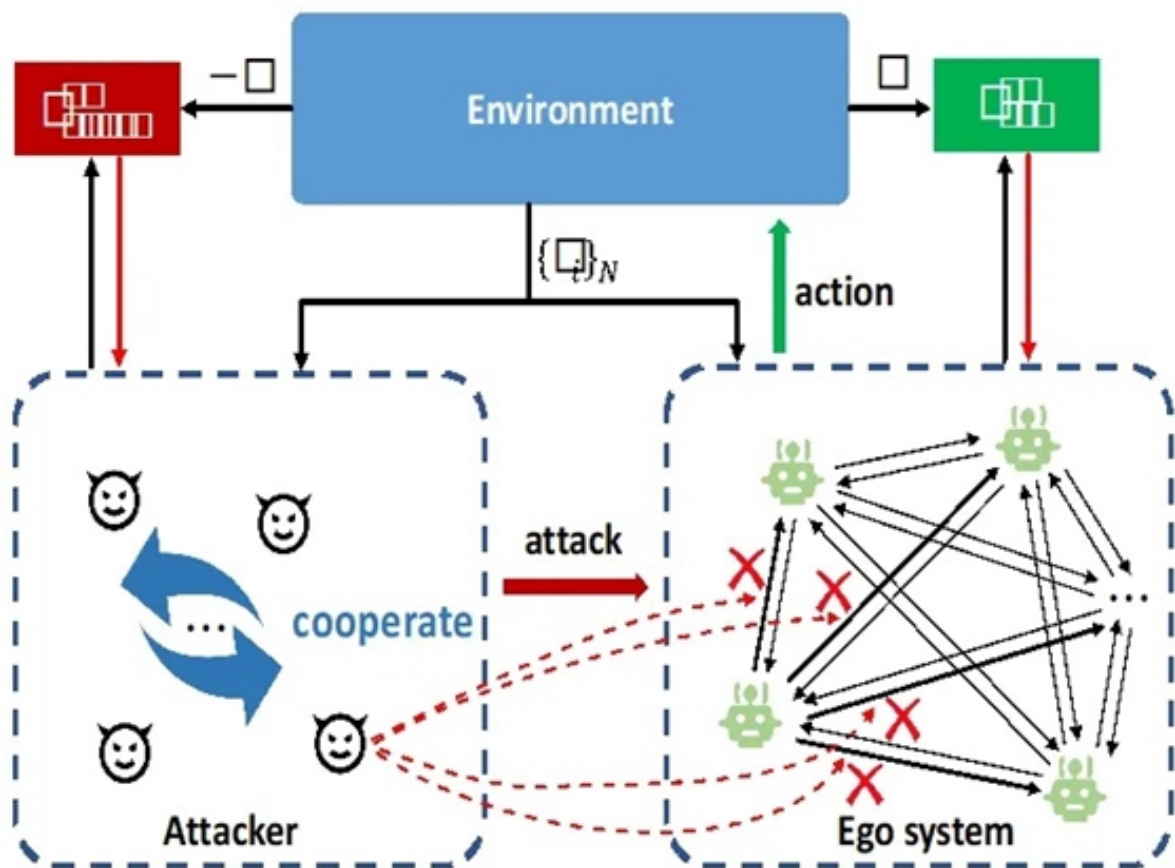 −□
□
Environment
{□i}N
action
attack
cooperate
...
...
Attacker
Ego system